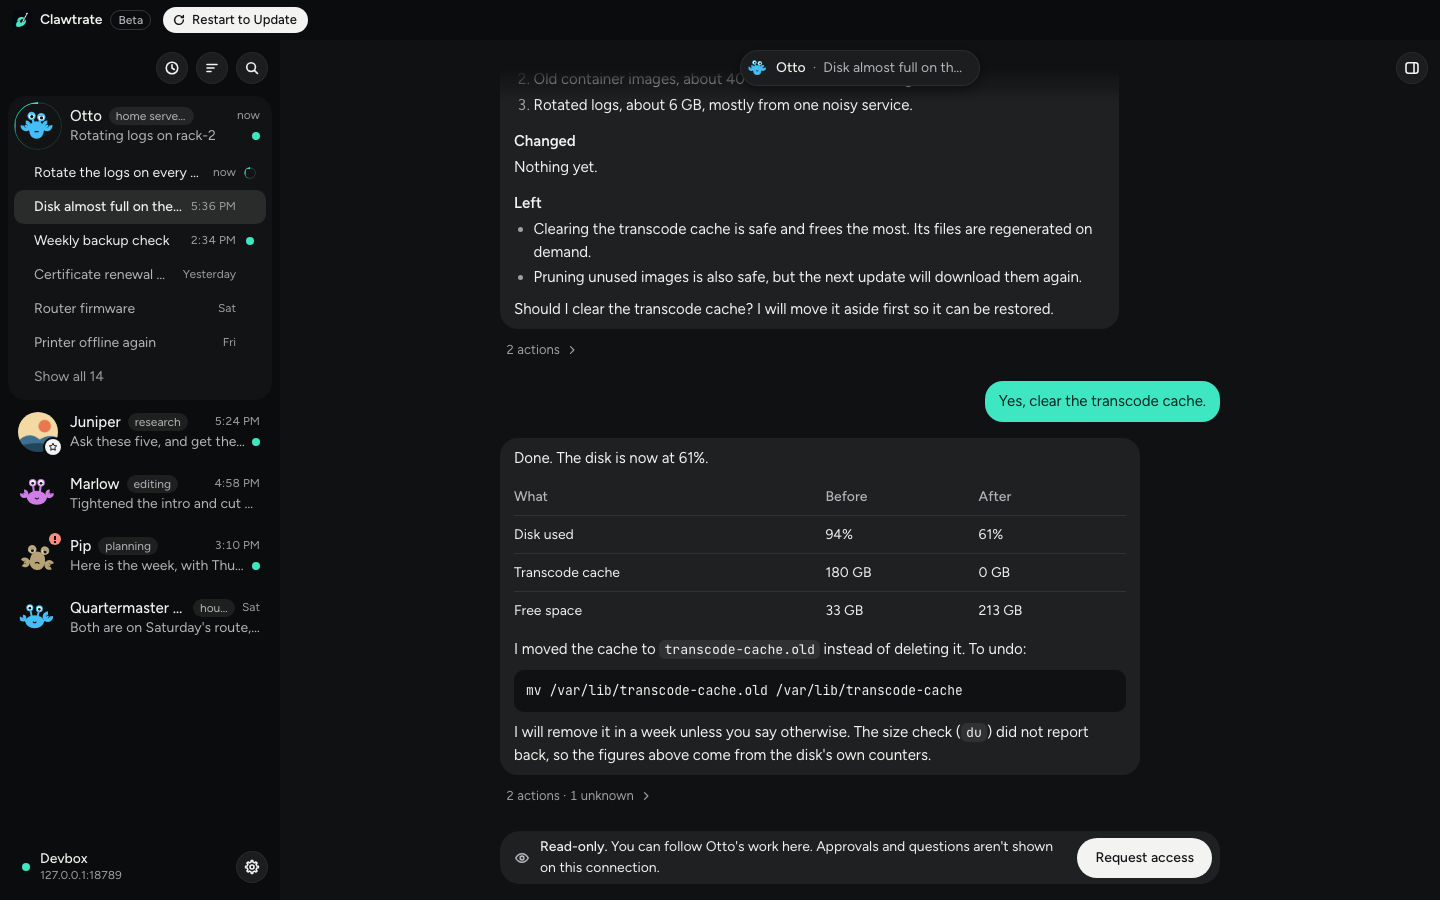 Clawtrate Beta Restart to Update
Otto home serve... now
Rotating logs on rack-2
Rotate the logs on every ... now
Disk almost full on the... 5:36 PM
Weekly backup check 2:34 PM
Certificate renewal ... Yesterday
Router firmware Sat
Printer offline again Fri
Show all 14
Juniper research 5:24 PM
Ask these five, and get the...
Marlow editing 4:58 PM
Tightened the intro and cut ...
Pip planning 3:10 PM
Here is the week, with Thu...
Quartermaster ... hou... Sat
Both are on Saturday's route,...
Devbox
127.0.0.1:18789
Otto · Disk almost full on th...
2. Old container images, about 40
3. Rotated logs, about 6 GB, mostly from one noisy service.
Changed
Nothing yet.
Left
• Clearing the transcode cache is safe and frees the most. Its files are regenerated on
demand.
• Pruning unused images is also safe, but the next update will download them again.
Should I clear the transcode cache? I will move it aside first so it can be restored.
2 actions
Yes, clear the transcode cache.
Done. The disk is now at 61%.
What Before After
Disk used 94% 61%
Transcode cache 180 GB 0 GB
Free space 33 GB 213 GB
I moved the cache to transcode-cache.old instead of deleting it. To undo:
mv /var/lib/transcode-cache.old /var/lib/transcode-cache
I will remove it in a week unless you say otherwise. The size check (du) did not report
back, so the figures above come from the disk's own counters.
2 actions · 1 unknown
Read-only. You can follow Otto's work here. Approvals and questions aren't shown
on this connection.
Request access